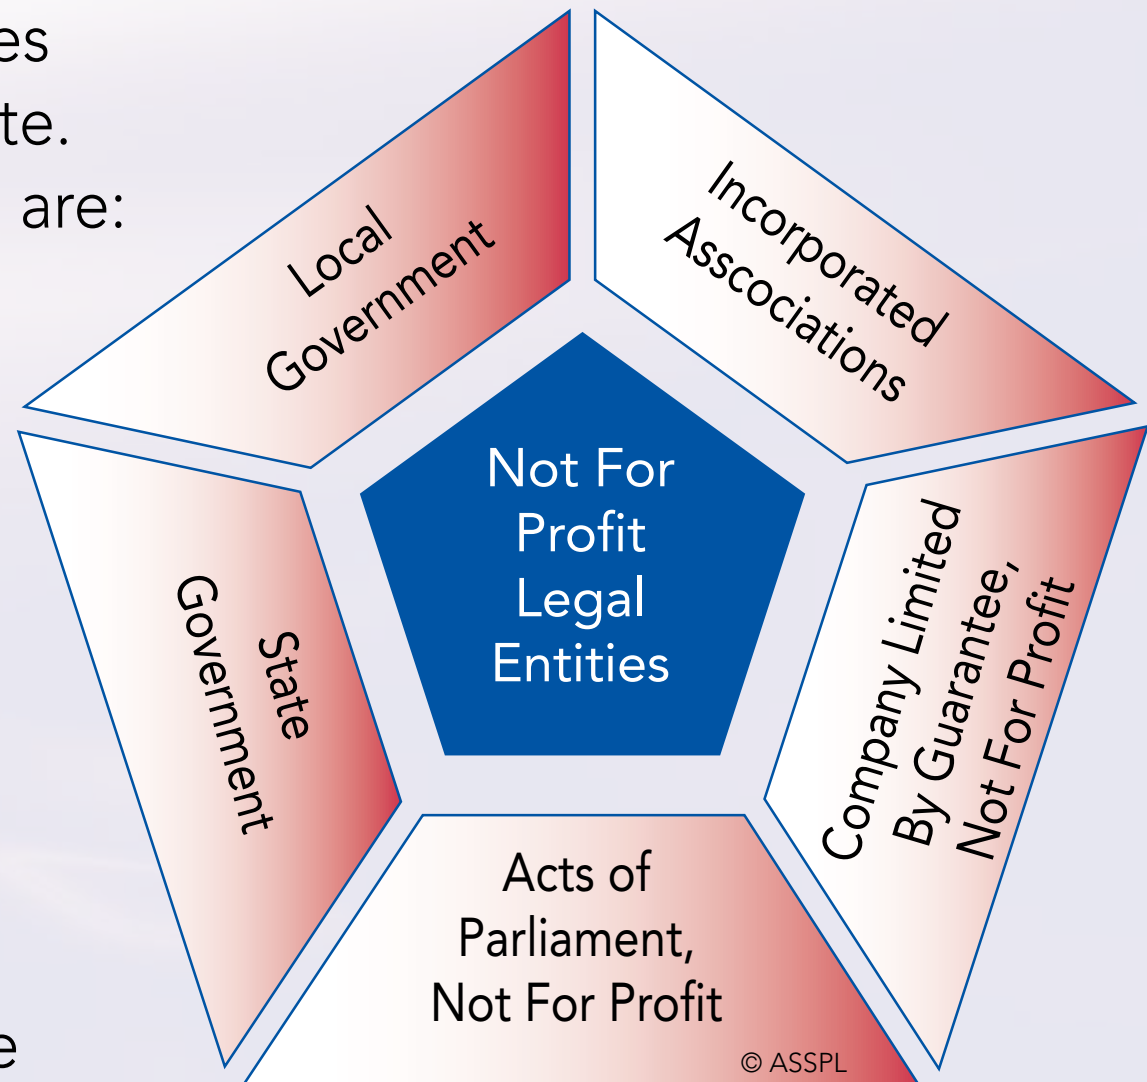 es
te.
are:
Local
Government
Incorporated
Asscociations
Not For
Profit
Legal
Entities
State
Government
Company Limited
By Guarantee,
Not For Profit
Acts of
Parliament,
Not For Profit
© ASSPL
e